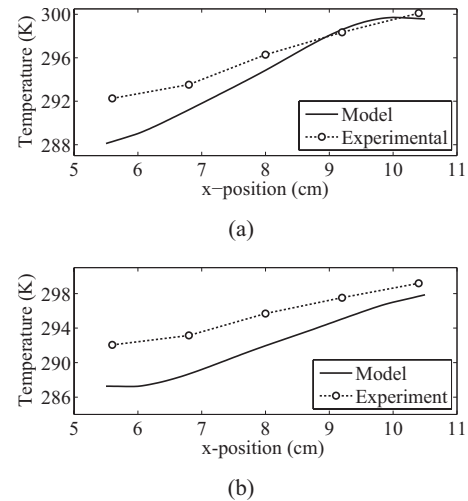 300
296
292
288
Temperature (K)
Model
Experimental
5 6 7 8 9 10 11
x−position (cm)
(a)
298
294
290
286
Temperature (K)
Model
Experiment
5 6 7 8 9 10 11
x-position (cm)
(b)